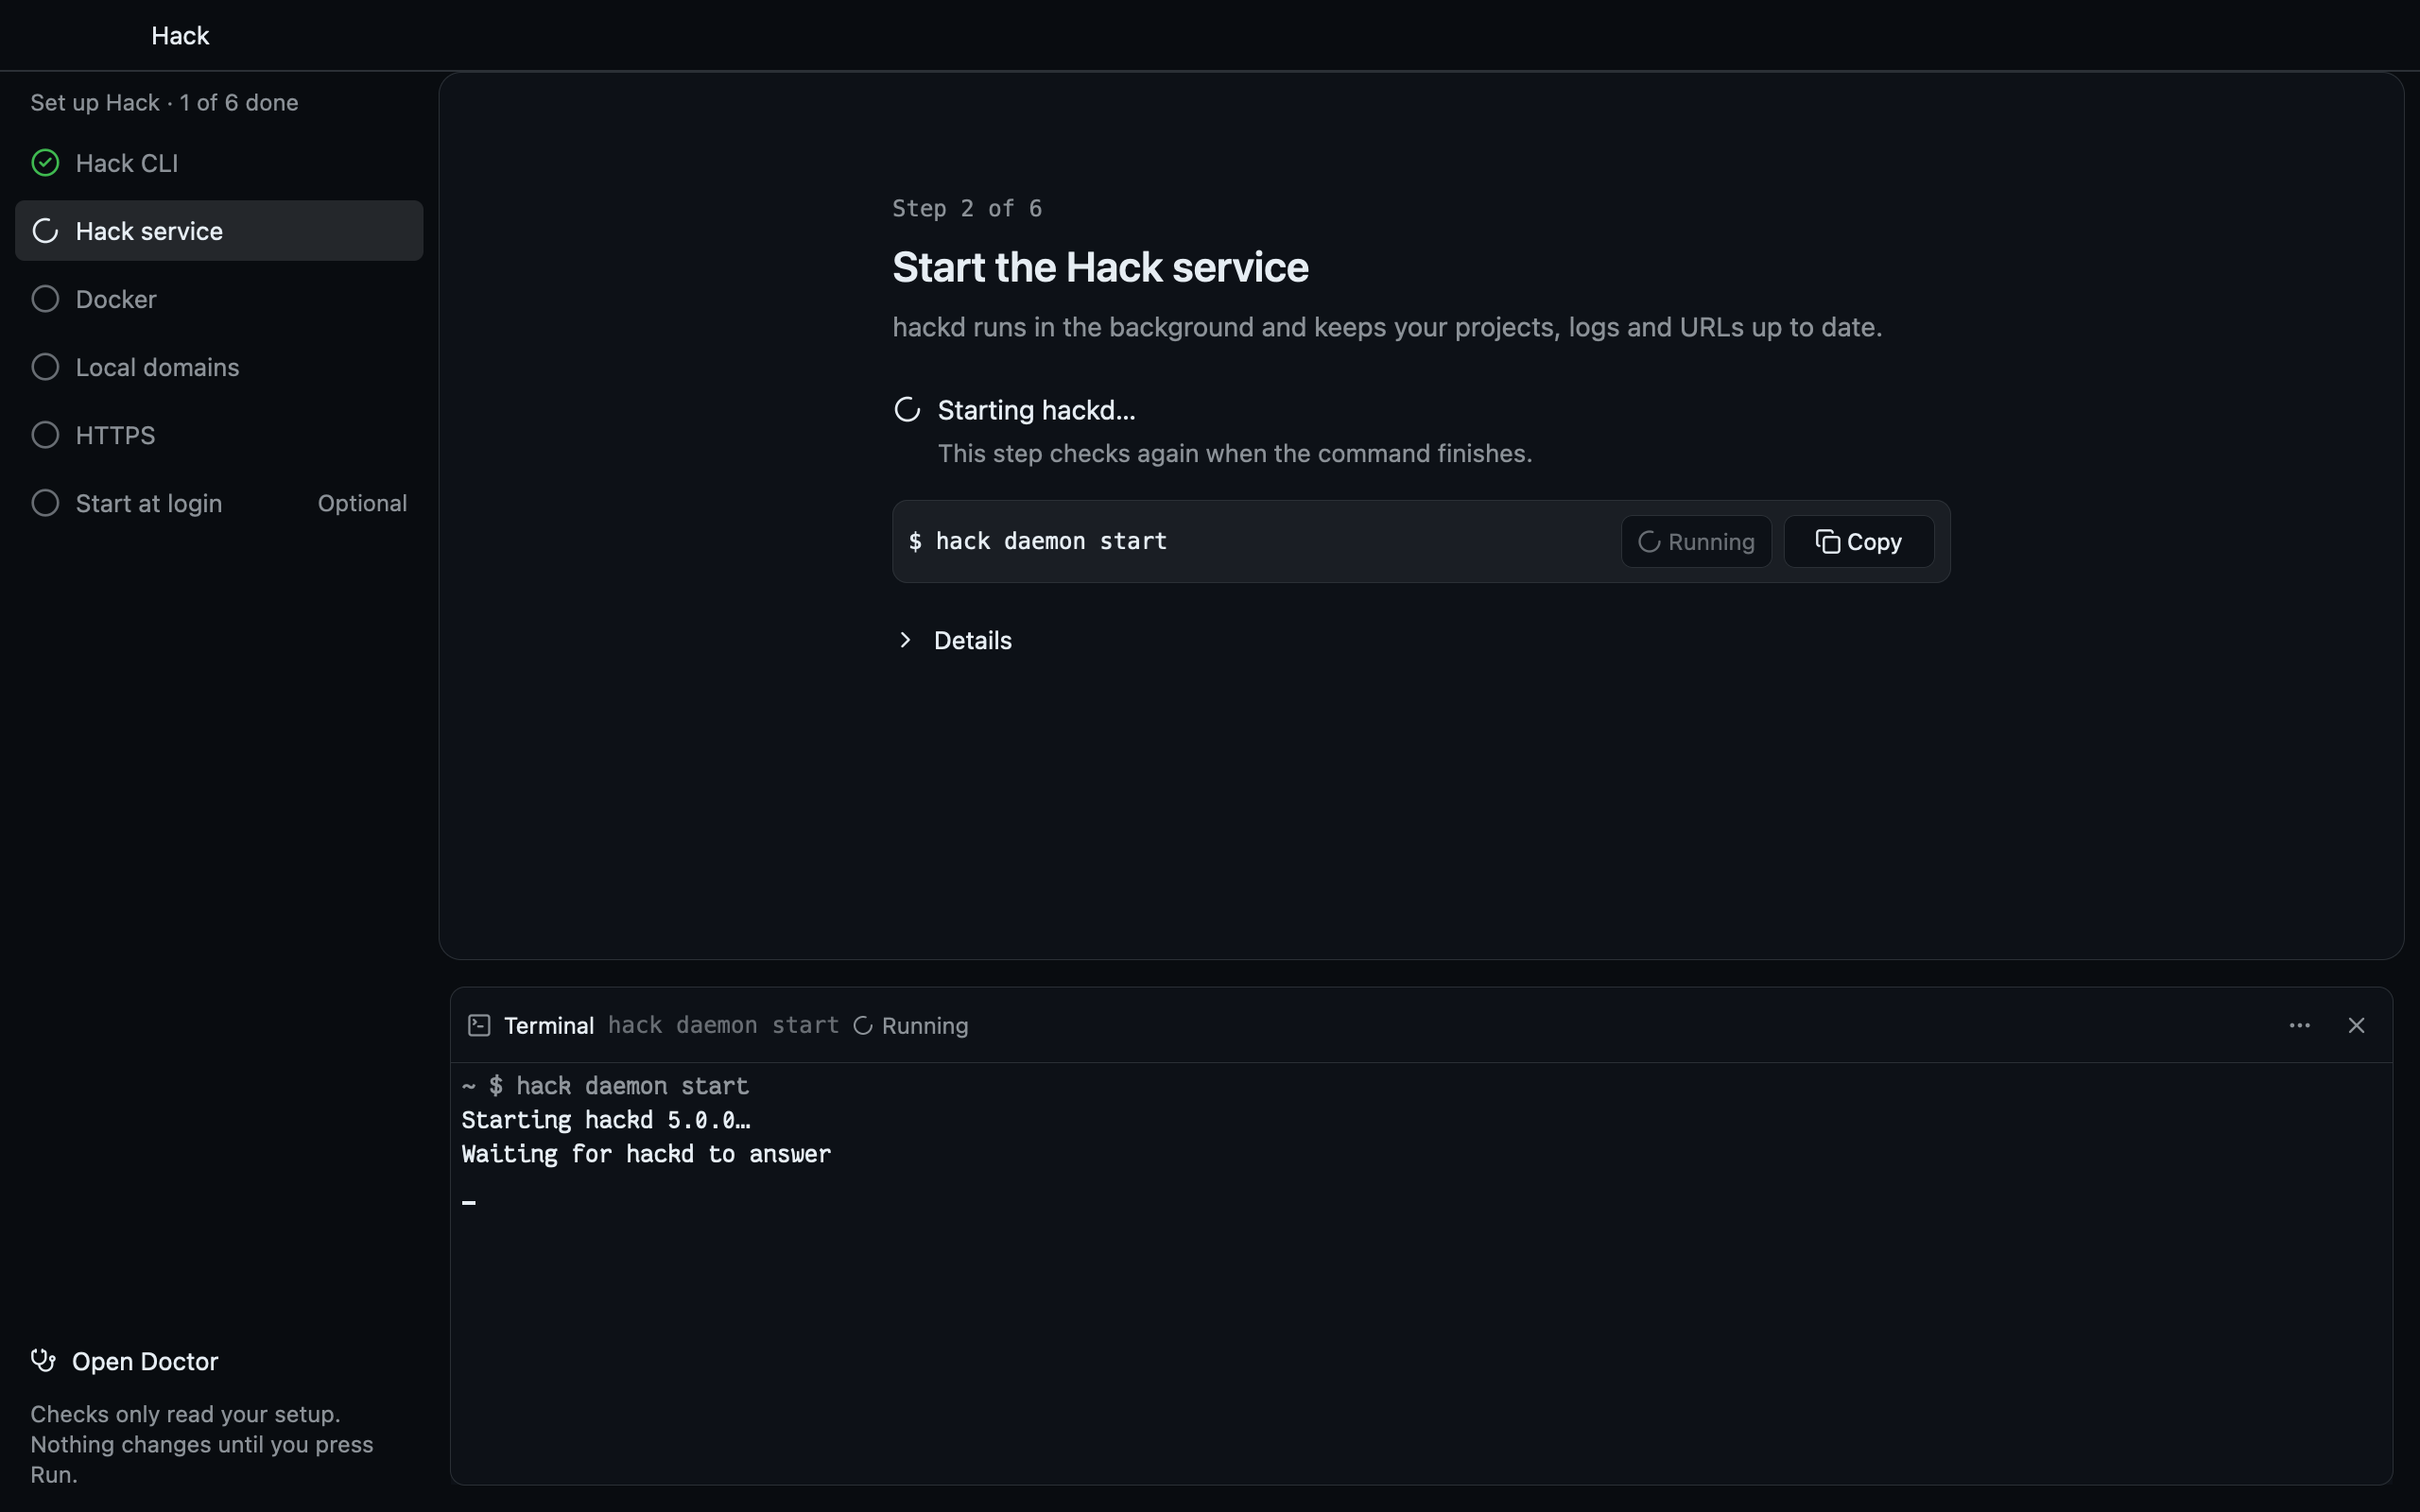 Hack
Set up Hack · 1 of 6 done
Hack CLI
Hack service
Docker
Local domains
HTTPS
Start at login Optional
Open Doctor
Checks only read your setup.
Nothing changes until you press
Run.
Step 2 of 6
Start the Hack service
hackd runs in the background and keeps your projects, logs and URLs up to date.
Starting hackd...
This step checks again when the command finishes.
$ hack daemon start Running Copy
Details
Terminal hack daemon start Running
~ $ hack daemon start
Starting hackd 5.0.0…
Waiting for hackd to answer